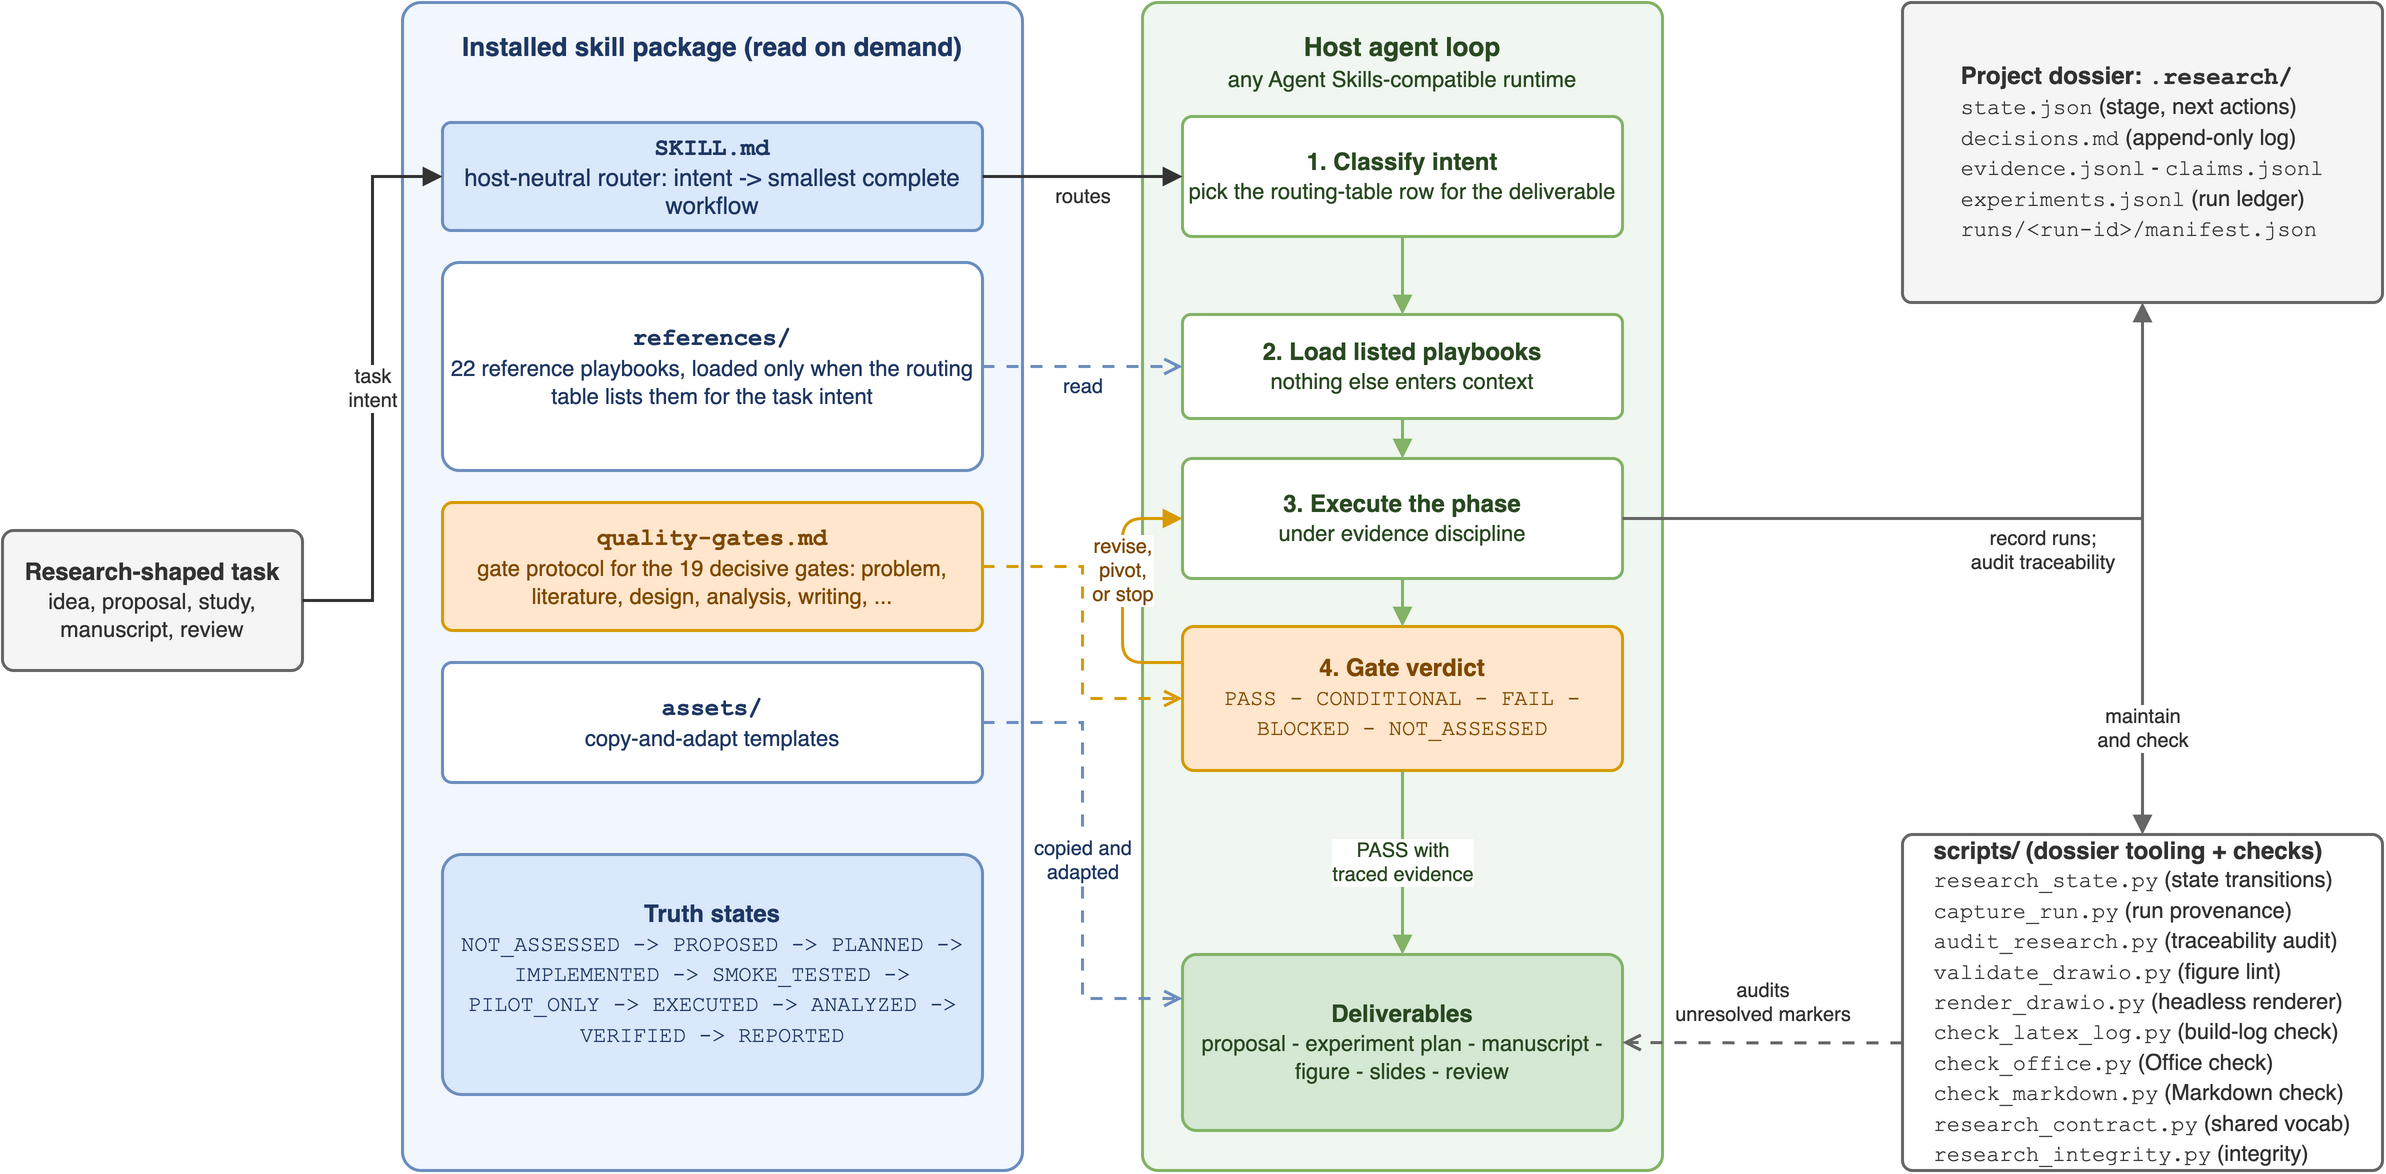 Research-shaped task
idea, proposal, study,
manuscript, review
task
intent
Installed skill package (read on demand)
SKILL.md
host-neutral router: intent -> smallest complete
workflow
references/
22 reference playbooks, loaded only when the routing
table lists them for the task intent
quality-gates.md
gate protocol for the 19 decisive gates: problem,
literature, design, analysis, writing, ...
assets/
copy-and-adapt templates
Truth states
NOT_ASSESSED -> PROPOSED -> PLANNED ->
IMPLEMENTED -> SMOKE_TESTED ->
PILOT_ONLY -> EXECUTED -> ANALYZED ->
VERIFIED -> REPORTED
routes
read
revise,
pivot,
or stop
copied and
adapted
Host agent loop
any Agent Skills-compatible runtime
1. Classify intent
pick the routing-table row for the deliverable
2. Load listed playbooks
nothing else enters context
3. Execute the phase
under evidence discipline
4. Gate verdict
PASS - CONDITIONAL - FAIL -
BLOCKED - NOT_ASSESSED
PASS with
traced evidence
Deliverables
proposal - experiment plan - manuscript -
figure - slides - review
Project dossier: .research/
state.json (stage, next actions)
decisions.md (append-only log)
evidence.jsonl - claims.jsonl
experiments.jsonl (run ledger)
runs/<run-id>/manifest.json
record runs;
audit traceability
maintain
and check
audits
unresolved markers
scripts/ (dossier tooling + checks)
research_state.py (state transitions)
capture_run.py (run provenance)
audit_research.py (traceability audit)
validate_drawio.py (figure lint)
render_drawio.py (headless renderer)
check_latex_log.py (build-log check)
check_office.py (Office check)
check_markdown.py (Markdown check)
research_contract.py (shared vocab)
research_integrity.py (integrity)